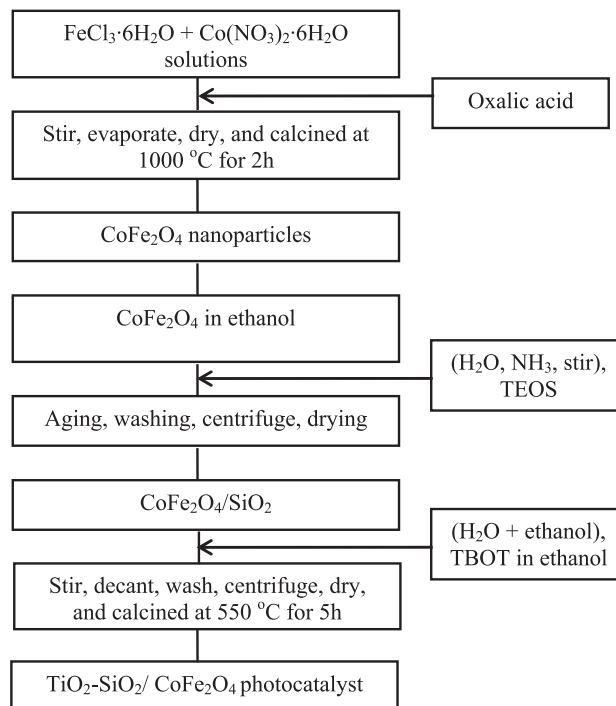 FeCl₃·6H₂O + Co(NO₃)₂·6H₂O
solutions
Oxalic acid
Stir, evaporate, dry, and calcined at
1000 °C for 2h
CoFe₂O₄ nanoparticles
CoFe₂O₄ in ethanol
(H₂O, NH₃, stir),
TEOS
Aging, washing, centrifuge, drying
CoFe₂O₄/SiO₂
(H₂O + ethanol),
TBOT in ethanol
Stir, decant, wash, centrifuge, dry,
and calcined at 550 °C for 5h
TiO₂-SiO₂/ CoFe₂O₄ photocatalyst